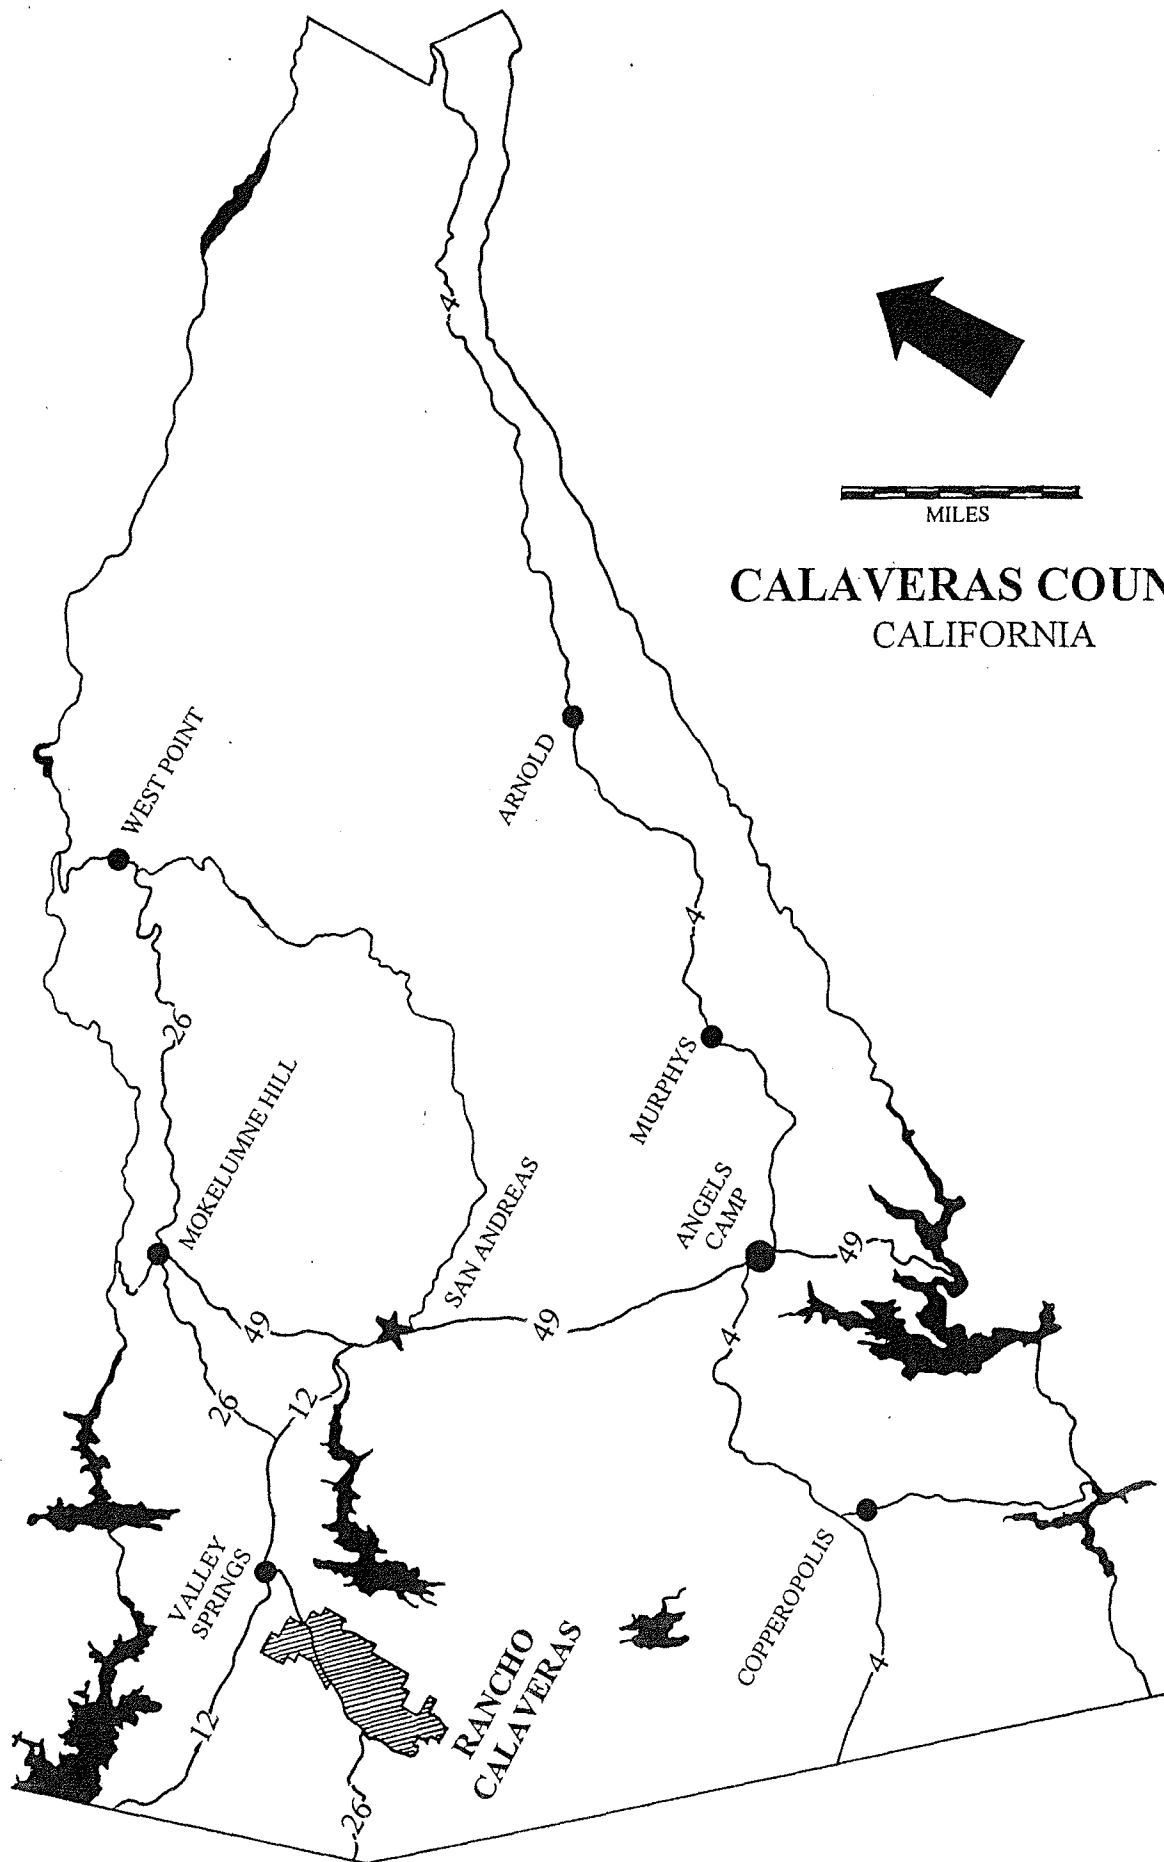 4
MILES
CALAVERAS COUN
CALIFORNIA
WEST POINT
ARNOLD
4
26
MURPHYS
MOKELUMNE HILL
ANGELS
CAMP
SAN ANDREAS
49
49
49
4
26
12
VALLEY
SPRINGS
COPPEROPOLIS
RANCHO
CALAVERAS
4
12
26